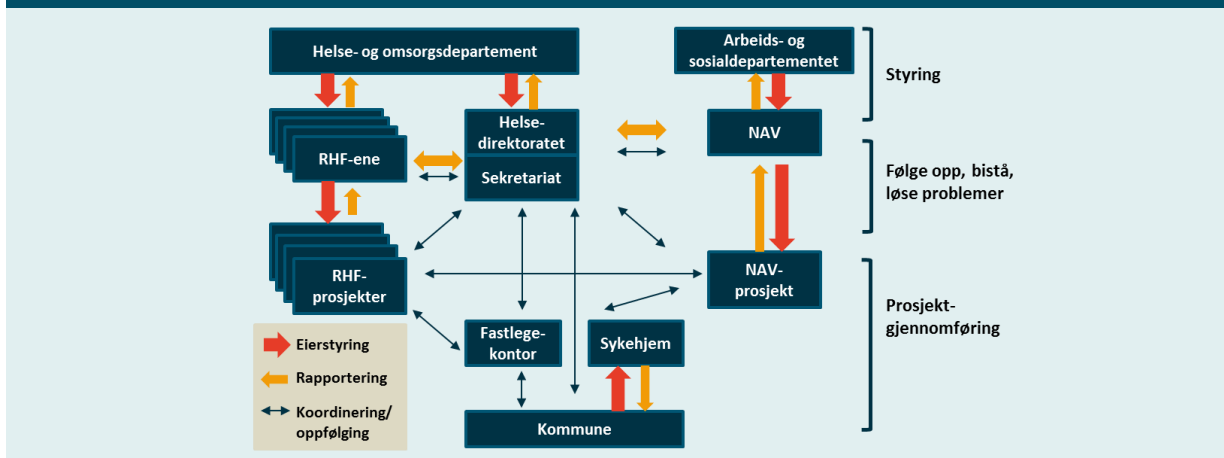 Helse- og omsorgsdepartement
Arbeids- og
sosialdepartementet
Styring
Helse-
direktoratet
NAV
RHF-ene
Sekretariat
Følge opp, bistå,
løse problemer
RHF-
prosjekter
NAV-
prosjekt
Prosjekt-
gjennomføring
Fastlege-
kontor
Sykehjem
Kommune
Eierstyring
Rapportering
Koordinering/
oppfølging